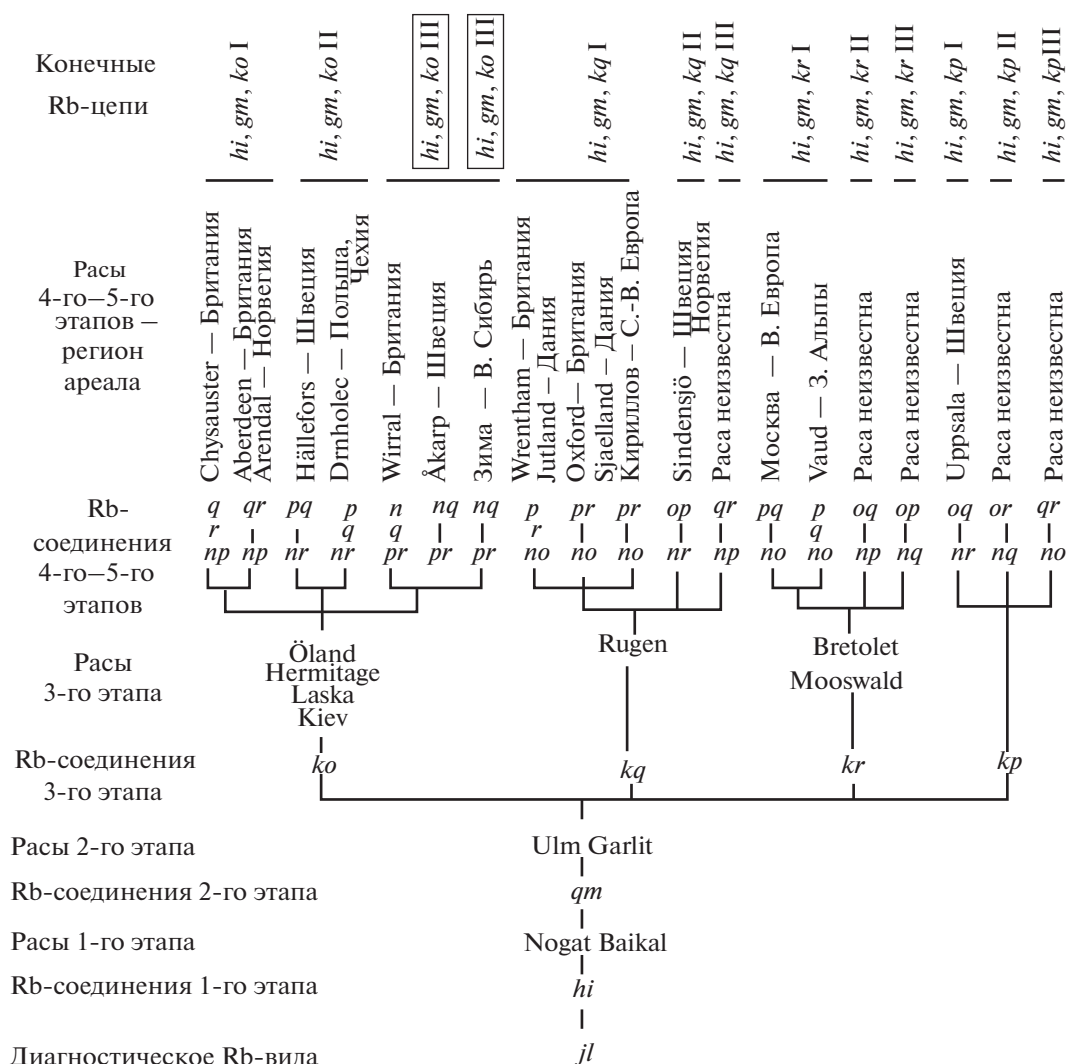 Конечные
Rb-цепи
hi, gm, ko I
hi, gm, ko II
hi, gm, ko III
hi, gm, ko III
hi, gm, kq I
hi, gm, kq II
hi, gm, kq III
hi, gm, kr I
hi, gm, kr II
hi, gm, kr III
hi, gm, kp I
hi, gm, kp II
hi, gm, kpIII
Расы
4-го—5-го
этапов –
регион
ареала
Chysauster — Британия
Aberdeen — Британия
Arendal — Норвегия
Hällefors — Швеция
Drnholec — Польша,
Чехия
Wirral — Британия
Åkarp — Швеция
Зима — В. Сибирь
Wrentham — Британия
Jutland — Дания
Oxford— Британия
Sjaelland — Дания
Кириллов — С.-В. Европа
Sindensjö — Швеция
Норвегия
Раса неизвестна
Москва — В. Европа
Vaud — З. Альпы
Раса неизвестна
Раса неизвестна
Uppsala — Швеция
Раса неизвестна
Раса неизвестна
Rb-
соединения
4-го—5-го
этапов
q qr pq p n nq nq p pr pr op qr pq p oq op oq or qr
r q q r q
np np nr nr pr pr pr no no no nr np no no np nq nr nq no
Расы
3-го этапа
Öland
Hermitage
Laska
Kiev
Rugen
Bretolet
Mooswald
Rb-соединения
3-го этапа
ko kq kr kp
Расы 2-го этапа Ulm Garlit
Rb-соединения 2-го этапа qm
Расы 1-го этапа Nogat Baikal
Rb-соединения 1-го этапа hi
Диагностическое Rb-вида jl